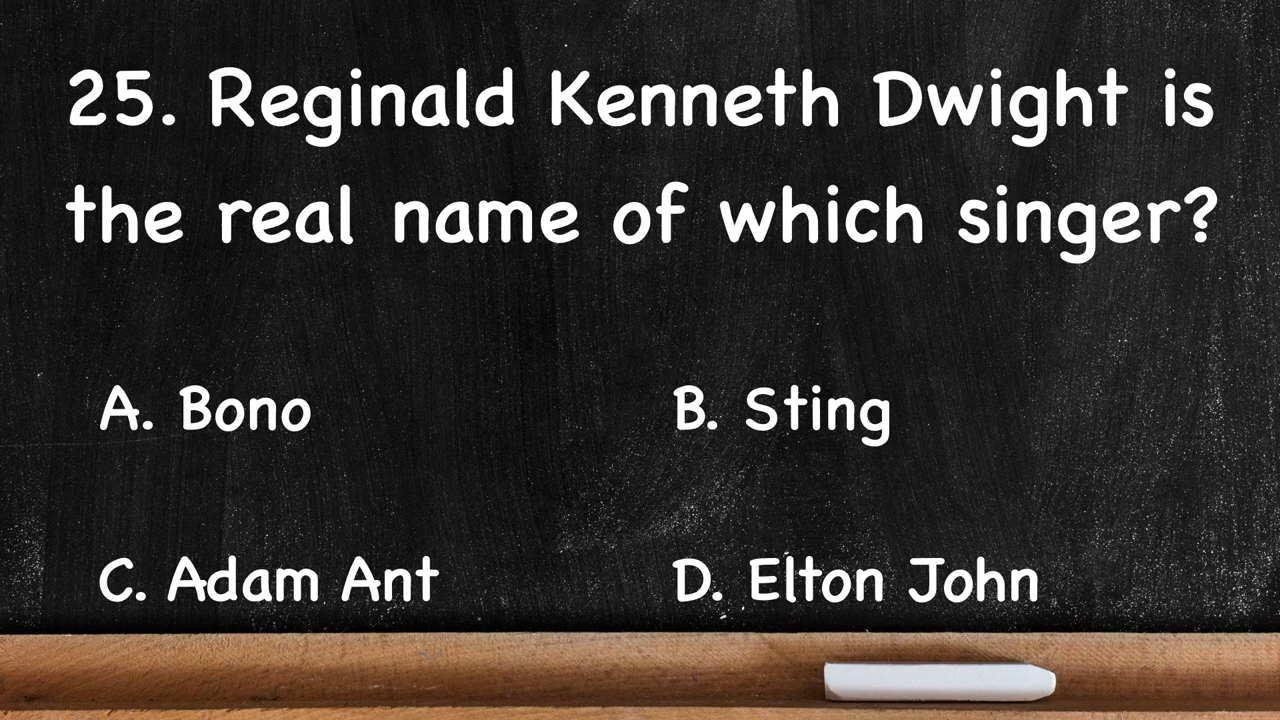 25. Reginald Kenneth Dwight is
the real name of which singer?
A. Bono
B. Sting
C. Adam Ant
D. Elton John